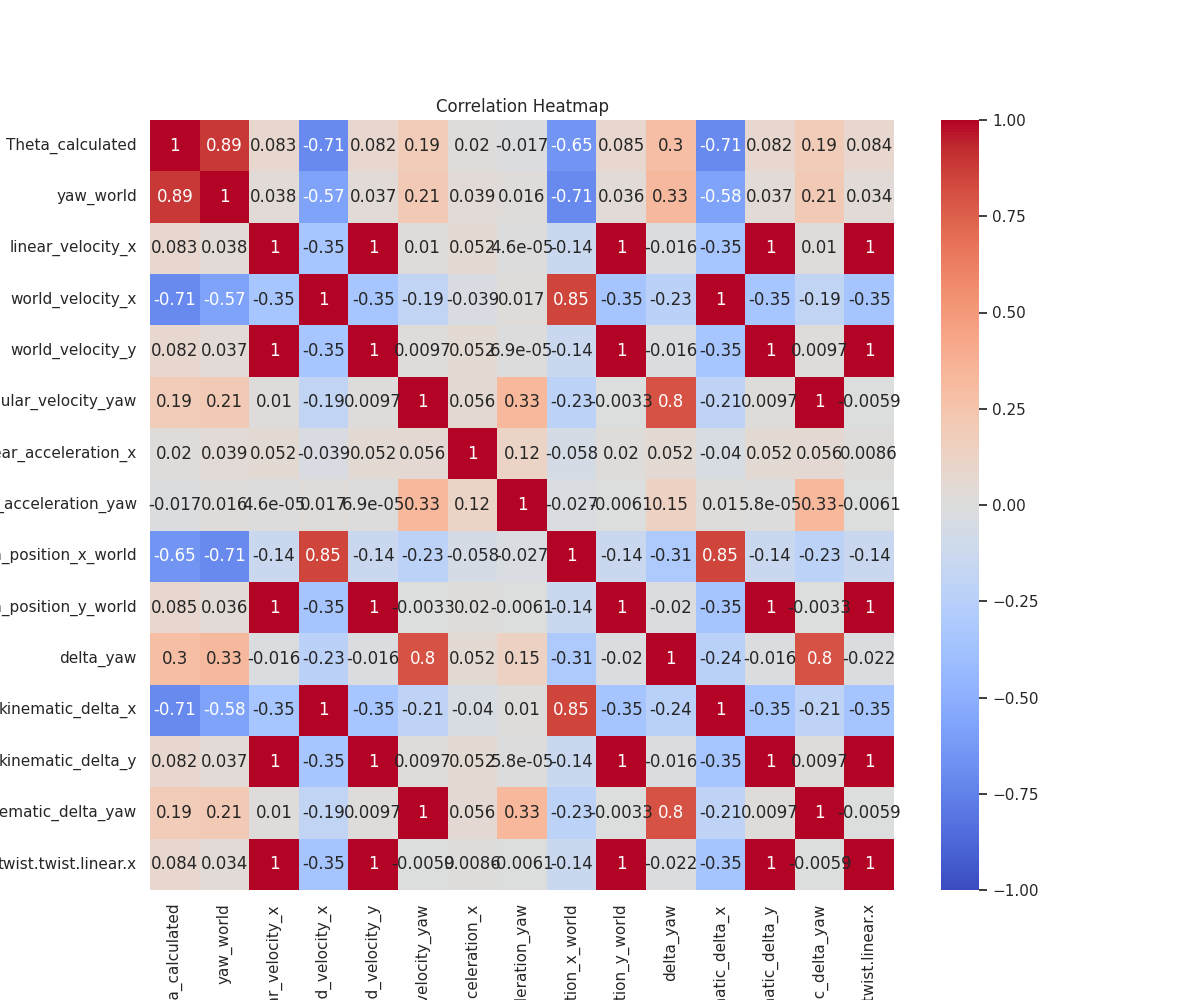 Correlation Heatmap
Theta_calculated 1 0.89 0.083 -0.71 0.082 0.19 0.02 -0.017 -0.65 0.085 0.3 -0.71 0.082 0.19 0.084
yaw_world 0.89 1 0.038 -0.57 0.037 0.21 0.039 0.016 -0.71 0.036 0.33 -0.58 0.037 0.21 0.034
linear_velocity_x 0.083 0.038 1 -0.35 1 0.01 0.052 4.6e-05 -0.14 1 -0.016 -0.35 1 0.01 1
world_velocity_x -0.71 -0.57 -0.35 1 -0.35 -0.19 -0.039 0.017 0.85 -0.35 -0.23 1 -0.35 -0.19 -0.35
world_velocity_y 0.082 0.037 1 -0.35 1 0.0097 0.052 6.9e-05 -0.14 1 -0.016 -0.35 1 0.0097 1
ular_velocity_yaw 0.19 0.21 0.01 -0.19 0.0097 1 0.056 0.33 -0.23 -0.0033 0.8 -0.21 0.0097 1 -0.0059
ear_acceleration_x 0.02 0.039 0.052 -0.039 0.052 0.056 1 0.12 -0.058 0.02 0.052 -0.04 0.052 0.056 0.0086
_acceleration_yaw -0.017 0.016 4.6e-05 0.017 6.9e-05 0.33 0.12 1 -0.027 -0.0061 0.15 0.01 5.8e-05 0.33 -0.0061
a_position_x_world -0.65 -0.71 -0.14 0.85 -0.14 -0.23 -0.058 -0.027 1 -0.14 -0.31 0.85 -0.14 -0.23 -0.14
a_position_y_world 0.085 0.036 1 -0.35 1 -0.0033 0.02 -0.0061 -0.14 1 -0.02 -0.35 1 -0.0033 1
delta_yaw 0.3 0.33 -0.016 -0.23 -0.016 0.8 0.052 0.15 -0.31 -0.02 1 -0.24 -0.016 0.8 -0.022
kinematic_delta_x -0.71 -0.58 -0.35 1 -0.35 -0.21 -0.04 0.01 0.85 -0.35 -0.24 1 -0.35 -0.21 -0.35
kinematic_delta_y 0.082 0.037 1 -0.35 1 0.0097 0.052 5.8e-05 -0.14 1 -0.016 -0.35 1 0.0097 1
ematic_delta_yaw 0.19 0.21 0.01 -0.19 0.0097 1 0.056 0.33 -0.23 -0.0033 0.8 -0.21 0.0097 1 -0.0059
twist.twist.linear.x 0.084 0.034 1 -0.35 1 -0.0059 0.0086 -0.0061 -0.14 1 -0.022 -0.35 1 -0.0059 1
a_calculated
yaw_world
ar_velocity_x
d_velocity_x
d_velocity_y
velocity_yaw
cceleration_x
leration_yaw
tion_x_world
tion_y_world
delta_yaw
matic_delta_x
matic_delta_y
c_delta_yaw
twist.linear.x
1.00
0.75
0.50
0.25
0.00
−0.25
−0.50
−0.75
−1.00